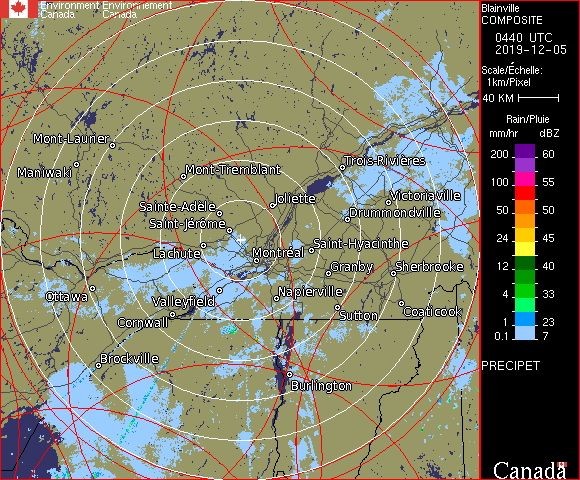 Environment Environnement
Canada Canada
Blainville
COMPOSITE
0440 UTC
2019-12-05
Scale/Échelle:
1km/Pixel
40 KM
Rain/Pluie
mm/hr dBZ
200 60
100 55
50 50
24 45
12 40
4 33
1 23
0.1 7
PRECIPET
Canada
Mont-Laurier
Maniwaki
Mont-Tremblant
Trois-Rivières
Joliette
Victoriaville
Sainte-Adele
Drummondville
Saint-Jérôme
Lachute
Montréal
Saint-Hyacinthe
Granby
Sherbrooke
Ottawa
Valleyfield
Napierville
Cornwall
Sutton
Coaticook
Brockville
Burlington